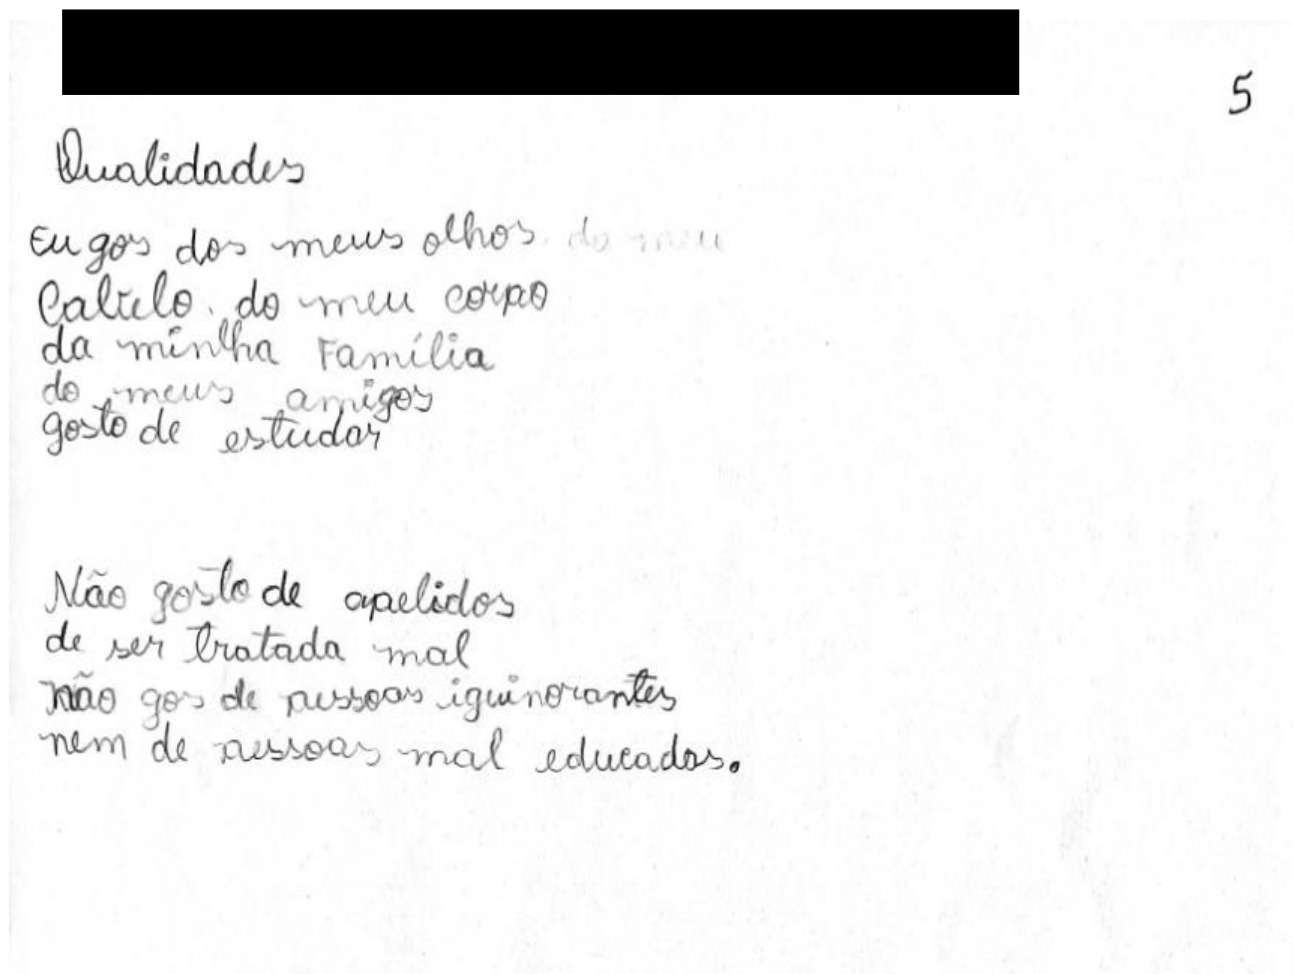 5
Qualidades
Eu gos dos meus olhos. do meu
Cabelo. do meu corpo
da minha Família
do meus amigos
gosto de estudar
Não gosto de apelidos
de ser tratada mal
não gos de pessoas iguinorantes
nem de pessoas mal educadas.